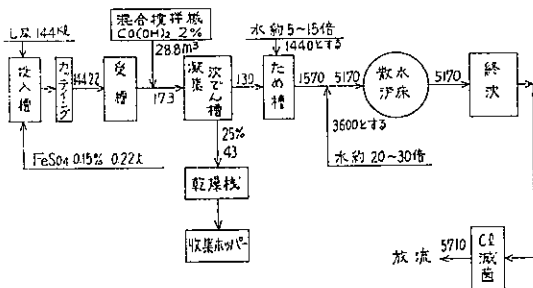 し尿 144Kℓ
投入槽
カッティング
144.22
受槽
混合撹拌機
Ca(OH)₂ 2%
28.8m³
173
凝集沈でん槽
130
水約5~15倍
1440とする
ため槽
1570
5170
3600とする
水約20~30倍
散水
沪床
5170
終沈
FeSO₄ 0.15% 0.22t
25%
43
乾燥機
収集ホッパー
放流
5710
Cl滅菌